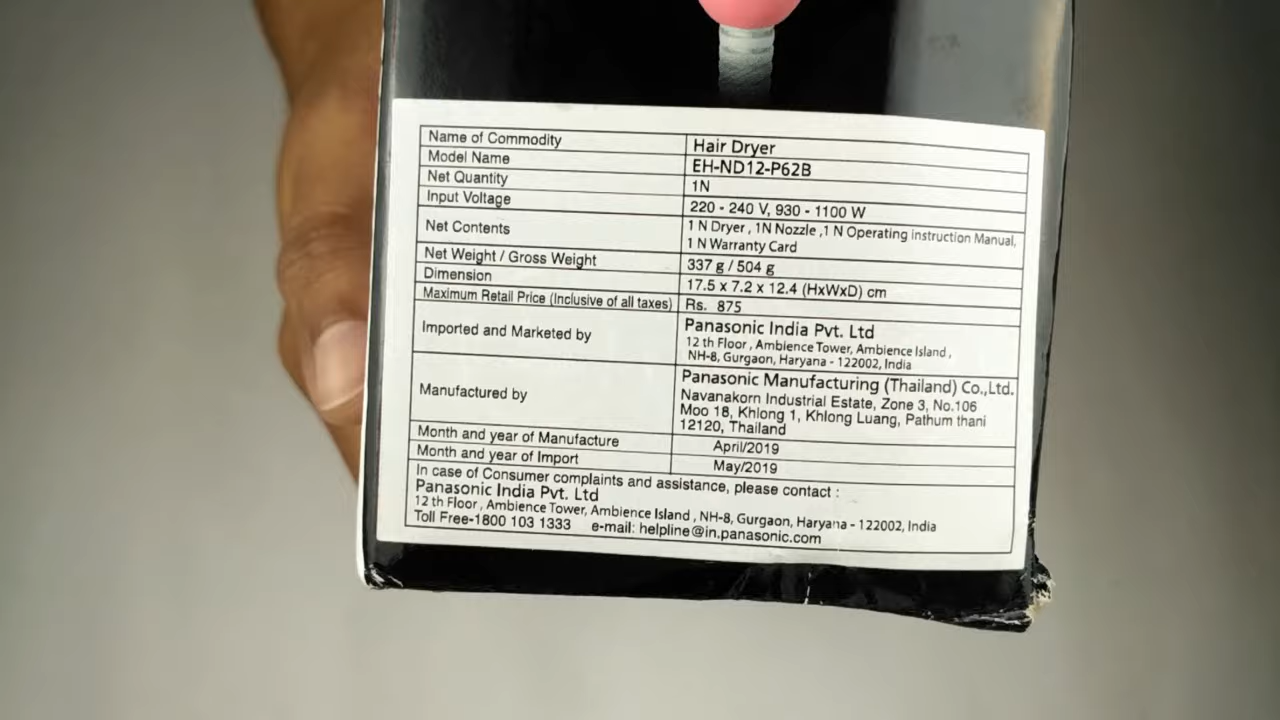 Name of Commodity Hair Dryer
Model Name EH-ND12-P62B
Net Quantity 1N
Input Voltage 220 - 240 V, 930 - 1100 W
Net Contents 1 N Dryer , 1N Nozzle ,1 N Operating instruction Manual,
1 N Warranty Card
Net Weight / Gross Weight 337 g / 504 g
Dimension 17.5 x 7.2 x 12.4 (HxWxD) cm
Maximum Retail Price (Inclusive of all taxes) Rs. 875
Imported and Marketed by Panasonic India Pvt. Ltd
12 th Floor , Ambience Tower, Ambience Island ,
NH-8, Gurgaon, Haryana - 122002, India
Manufactured by Panasonic Manufacturing (Thailand) Co.,Ltd.
Navanakorn Industrial Estate, Zone 3, No.106
Moo 18, Khlong 1, Khlong Luang, Pathum thani
12120, Thailand
Month and year of Manufacture April/2019
Month and year of Import May/2019
In case of Consumer complaints and assistance, please contact :
Panasonic India Pvt. Ltd
12 th Floor , Ambience Tower, Ambience Island , NH-8, Gurgaon, Haryana - 122002, India
Toll Free-1800 103 1333 e-mail: helpline@in.panasonic.com